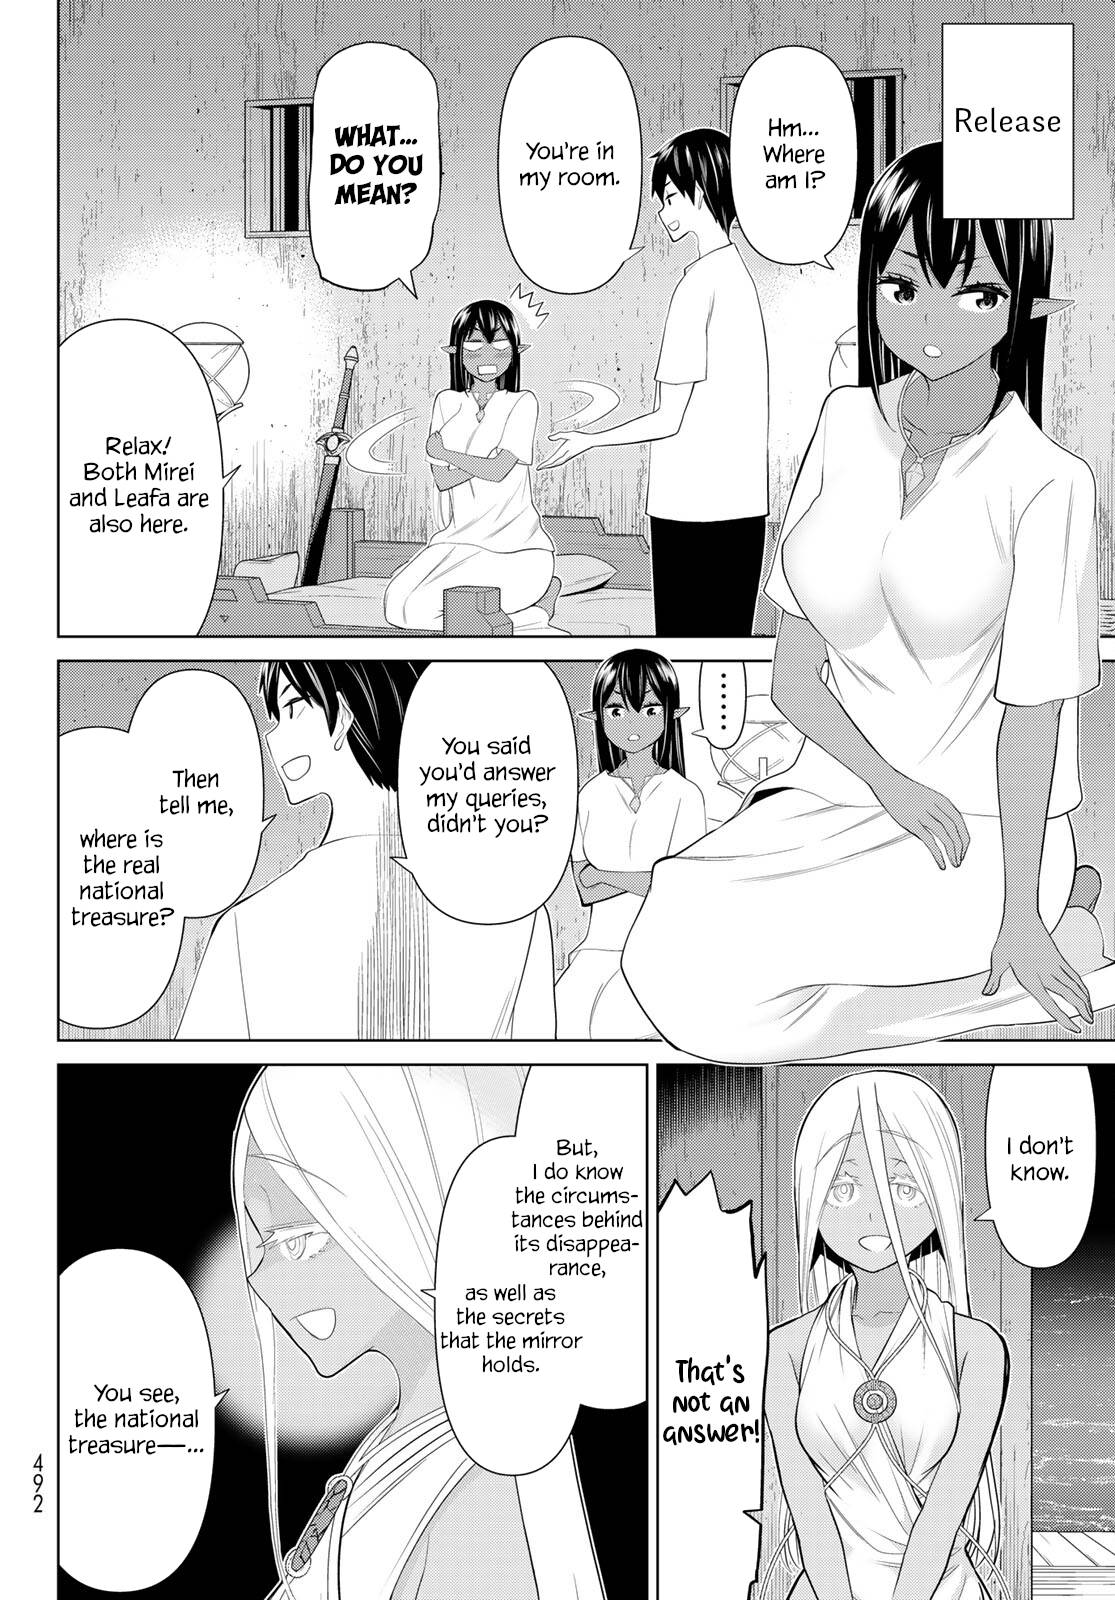 Release
Hm...
Where
am I?
You're in
my room.
WHAT...
DO YOU
MEAN?
Relax!
Both Mirei
and Leafa are
also here.
......
You said
you'd answer
my queries,
didn't you?
Then
tell me,
where is
the real
national
treasure?
I don't
know.
That's
not an
answer!
But,
I do know
the circums-
tances behind
its disappea-
rance,
as well as
the secrets
that the mirror
holds.
You see,
the national
treasure—...
492